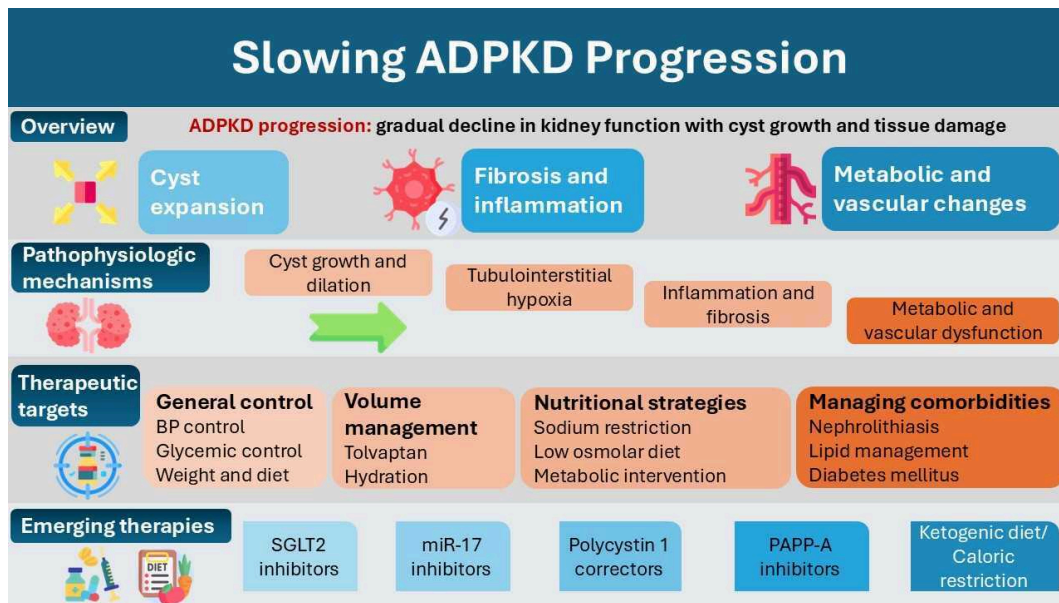 Slowing ADPKD Progression
Overview
ADPKD progression: gradual decline in kidney function with cyst growth and tissue damage
Cyst
expansion
Fibrosis and
inflammation
Metabolic and
vascular changes
Pathophysiologic
mechanisms
Cyst growth and
dilation
Tubulointerstitial
hypoxia
Inflammation and
fibrosis
Metabolic and
vascular dysfunction
Therapeutic
targets
General control
BP control
Glycemic control
Weight and diet
Volume
management
Tolvaptan
Hydration
Nutritional strategies
Sodium restriction
Low osmolar diet
Metabolic intervention
Managing comorbidities
Nephrolithiasis
Lipid management
Diabetes mellitus
Emerging therapies
DIET
SGLT2
inhibitors
miR-17
inhibitors
Polycystin 1
correctors
PAPP-A
inhibitors
Ketogenic diet/
Caloric
restriction